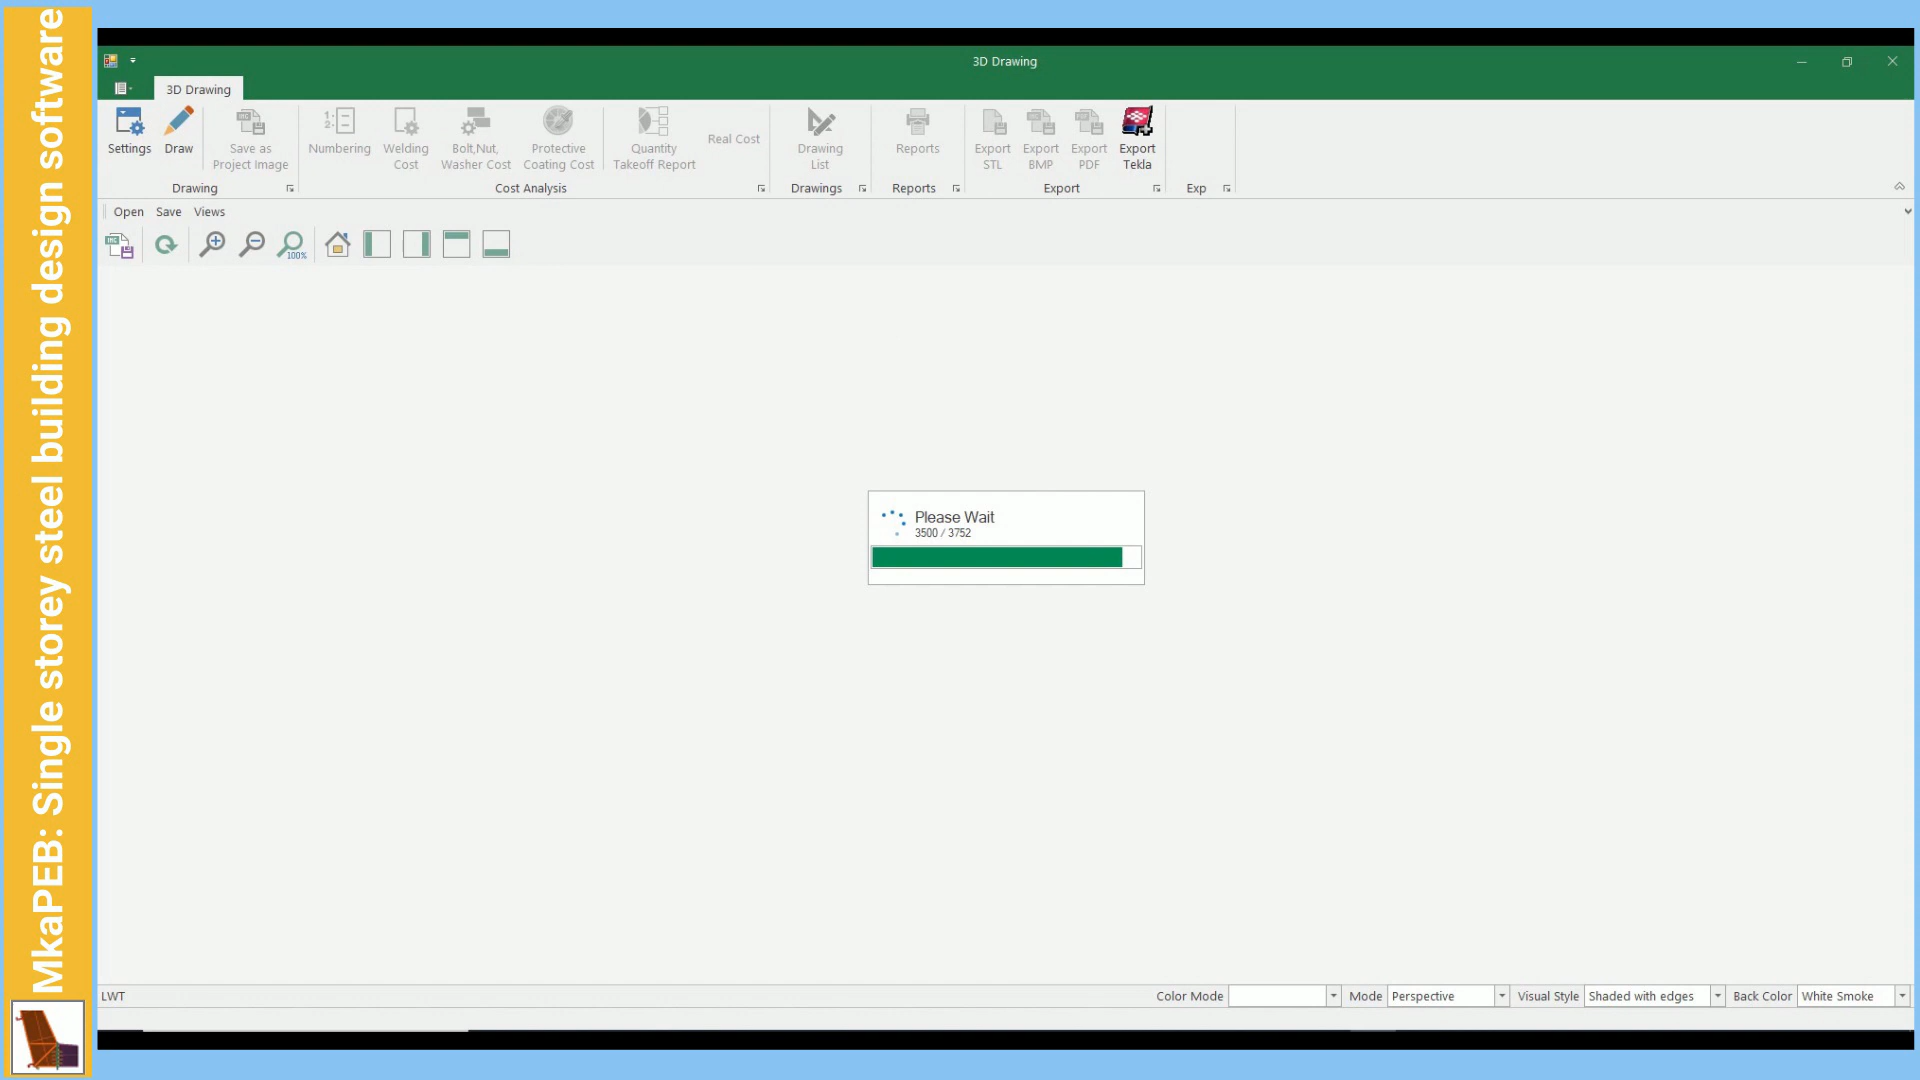 MkaPEB: Single storey steel building design software
3D Drawing
3D Drawing
Settings
Draw
Save as
Project Image
Numbering
Welding
Cost
Bolt,Nut,
Washer Cost
Protective
Coating Cost
Quantity
Takeoff Report
Real Cost
Drawing
List
Reports
Export
STL
Export
BMP
Export
PDF
Export
Tekla
Drawing
Cost Analysis
Drawings
Reports
Export
Exp
Open Save Views
100%
Please Wait
3500 / 3752
LWT
Color Mode
Mode Perspective
Visual Style Shaded with edges
Back Color White Smoke